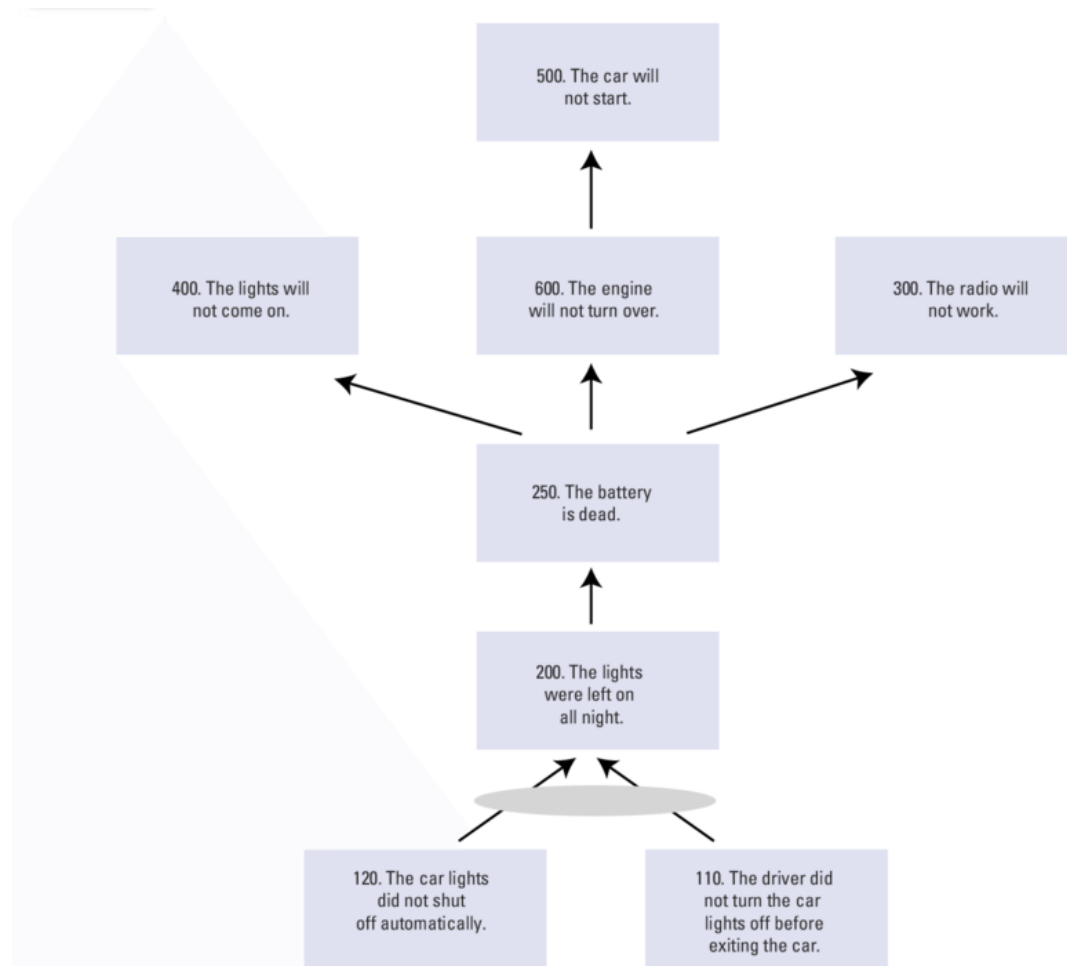 500. The car will
not start.
400. The lights will
not come on.
600. The engine
will not turn over.
300. The radio will
not work.
250. The battery
is dead.
200. The lights
were left on
all night.
120. The car lights
did not shut
off automatically.
110. The driver did
not turn the car
lights off before
exiting the car.